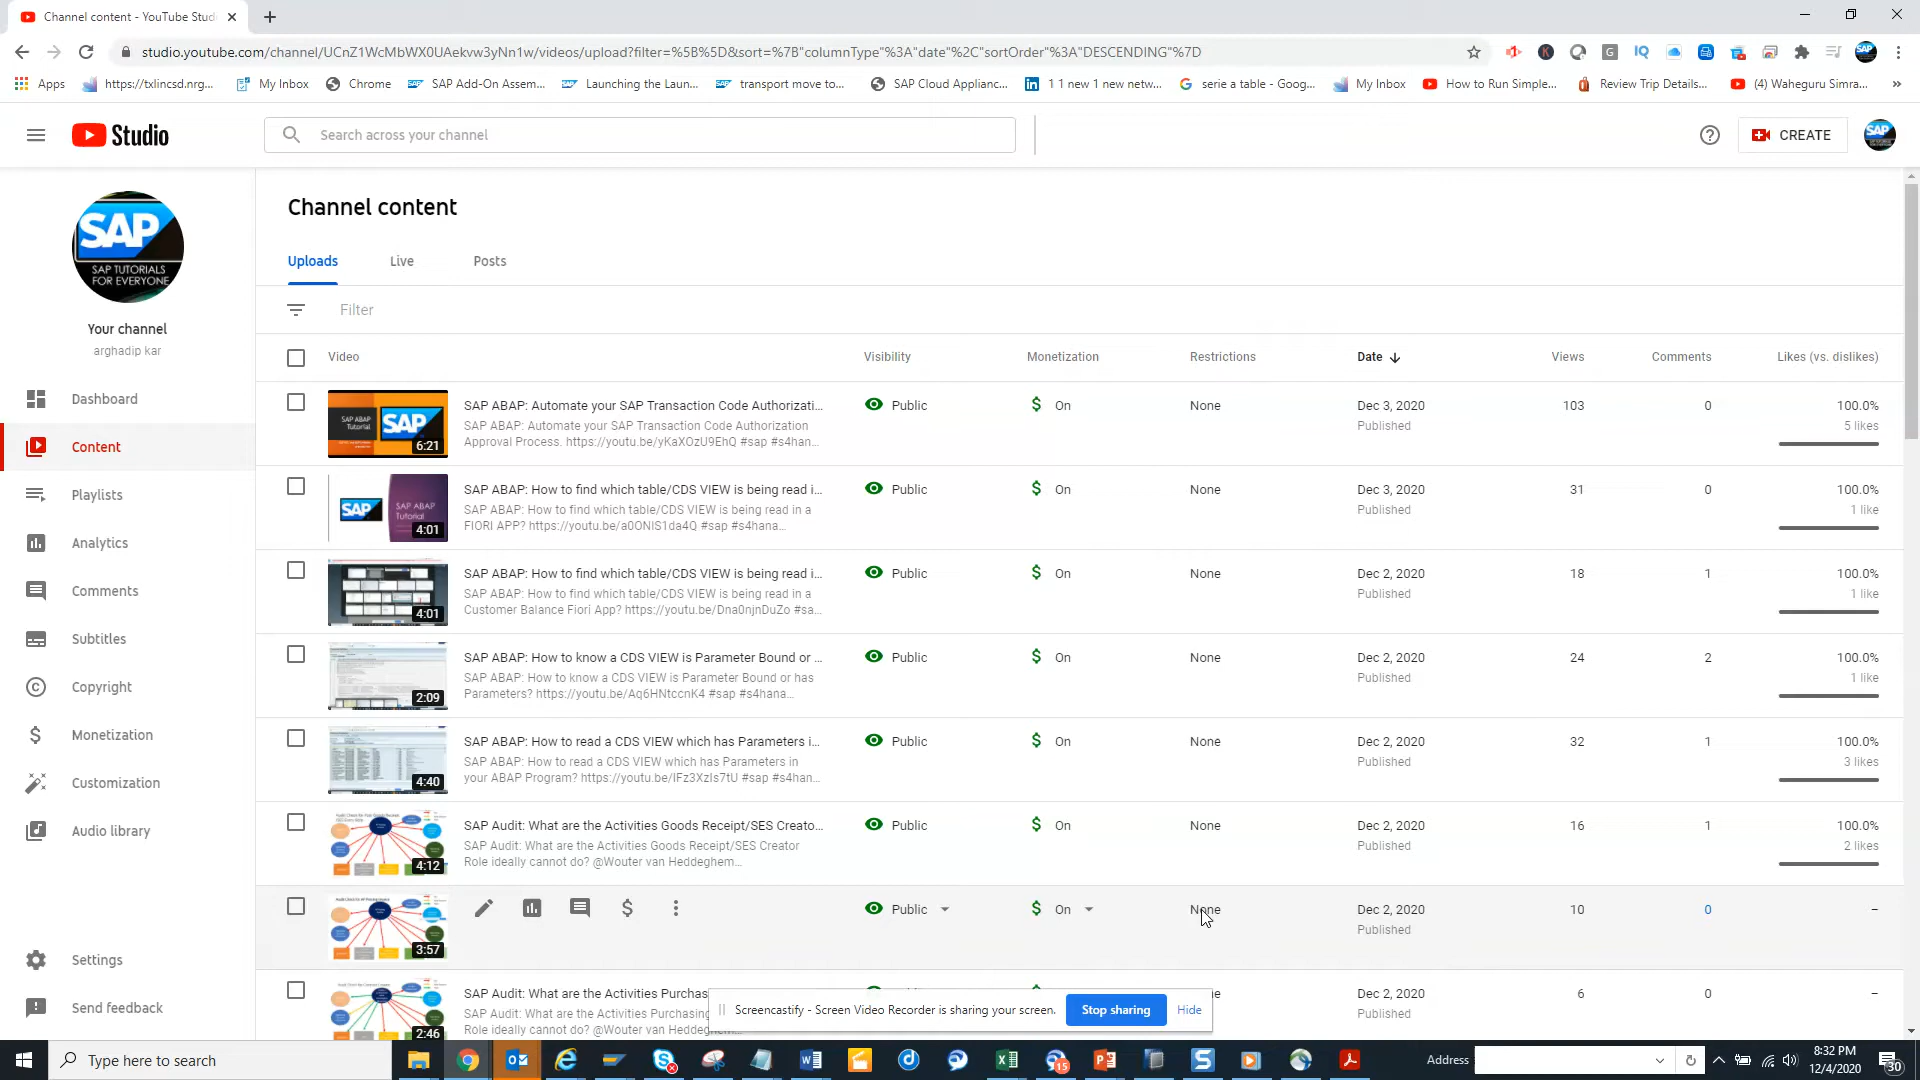 Channel content - YouTube Stud
studio.youtube.com/channel/UCnZ1WcMbWX0UAekvw3yNn1w/videos/upload?filter=%5B%5D&sort=%7B"columnType"%3A"date"%2C"sortOrder"%3A"DESCENDING"%7D
Apps https://txlincsd.nrg... My Inbox Chrome SAP Add-On Assem... Launching the Laun... transport move to... SAP Cloud Applianc... 1 1 new 1 new netw... serie a table - Goog... My Inbox How to Run Simple... Review Trip Details... (4) Waheguru Simra... »
Studio
Search across your channel
CREATE
SAP
SAP TUTORIALS
FOR EVERYONE
Your channel
arghadip kar
Dashboard
Content
Playlists
Analytics
Comments
Subtitles
Copyright
Monetization
Customization
Audio library
Settings
Send feedback
Channel content
Uploads Live Posts
Filter
Video Visibility Monetization Restrictions Date Views Comments Likes (vs. dislikes)
SAP ABAP
Tutorial
SAP
6:21
SAP ABAP: Automate your SAP Transaction Code Authorizati... Public On None Dec 3, 2020 103 0 100.0%
SAP ABAP: Automate your SAP Transaction Code Authorization Published 5 likes
Approval Process. https://youtu.be/yKaXOzU9EhQ #sap #s4han...
SAP
SAP ABAP
Tutorial
4:01
SAP ABAP: How to find which table/CDS VIEW is being read i... Public On None Dec 3, 2020 31 0 100.0%
SAP ABAP: How to find which table/CDS VIEW is being read in a Published 1 like
FIORI APP? https://youtu.be/a0ONIS1da4Q #sap #s4hana...
4:01
SAP ABAP: How to find which table/CDS VIEW is being read i... Public On None Dec 2, 2020 18 1 100.0%
SAP ABAP: How to find which table/CDS VIEW is being read in a Published 1 like
Customer Balance Fiori App? https://youtu.be/Dna0njnDuZo #sa...
2:09
SAP ABAP: How to know a CDS VIEW is Parameter Bound or ... Public On None Dec 2, 2020 24 2 100.0%
SAP ABAP: How to know a CDS VIEW is Parameter Bound or has Published 1 like
Parameters? https://youtu.be/Aq6HNtccnK4 #sap #s4hana...
4:40
SAP ABAP: How to read a CDS VIEW which has Parameters i... Public On None Dec 2, 2020 32 1 100.0%
SAP ABAP: How to read a CDS VIEW which has Parameters in Published 3 likes
your ABAP Program? https://youtu.be/IFz3XzIs7tU #sap #s4han...
4:12
SAP Audit: What are the Activities Goods Receipt/SES Creato... Public On None Dec 2, 2020 16 1 100.0%
SAP Audit: What are the Activities Goods Receipt/SES Creator Published 2 likes
Role ideally cannot do? @Wouter van Heddeghem...
3:57
Public On None Dec 2, 2020 10 0 –
Published
2:46
SAP Audit: What are the Activities Purchas Dec 2, 2020 6 0 –
SAP Audit: What are the Activities Purchasing Published
Role ideally cannot do? @Wouter van Heddeg
Screencastify - Screen Video Recorder is sharing your screen. Stop sharing Hide
Type here to search
15
Address
8:32 PM
12/4/2020
30